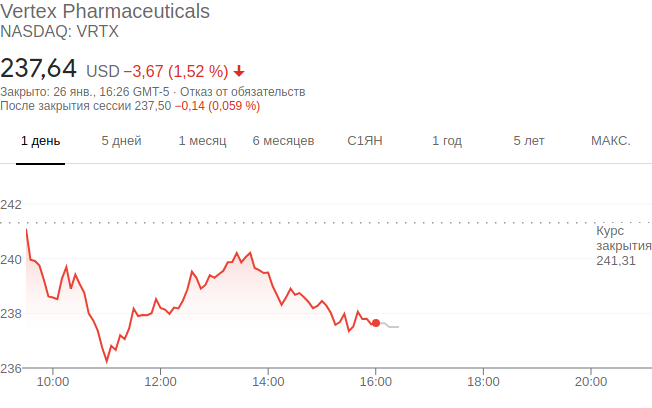 Vertex Pharmaceuticals
NASDAQ: VRTX
237,64 USD −3,67 (1,52 %)
Закрыто: 26 янв., 16:26 GMT-5 · Отказ от обязательств
После закрытия сессии 237,50 −0,14 (0,059 %)
1 день 5 дней 1 месяц 6 месяцев С1ЯН 1 год 5 лет МАКС.
242
Курс
закрытия
241,31
240
238
236
10:00 12:00 14:00 16:00 18:00 20:00